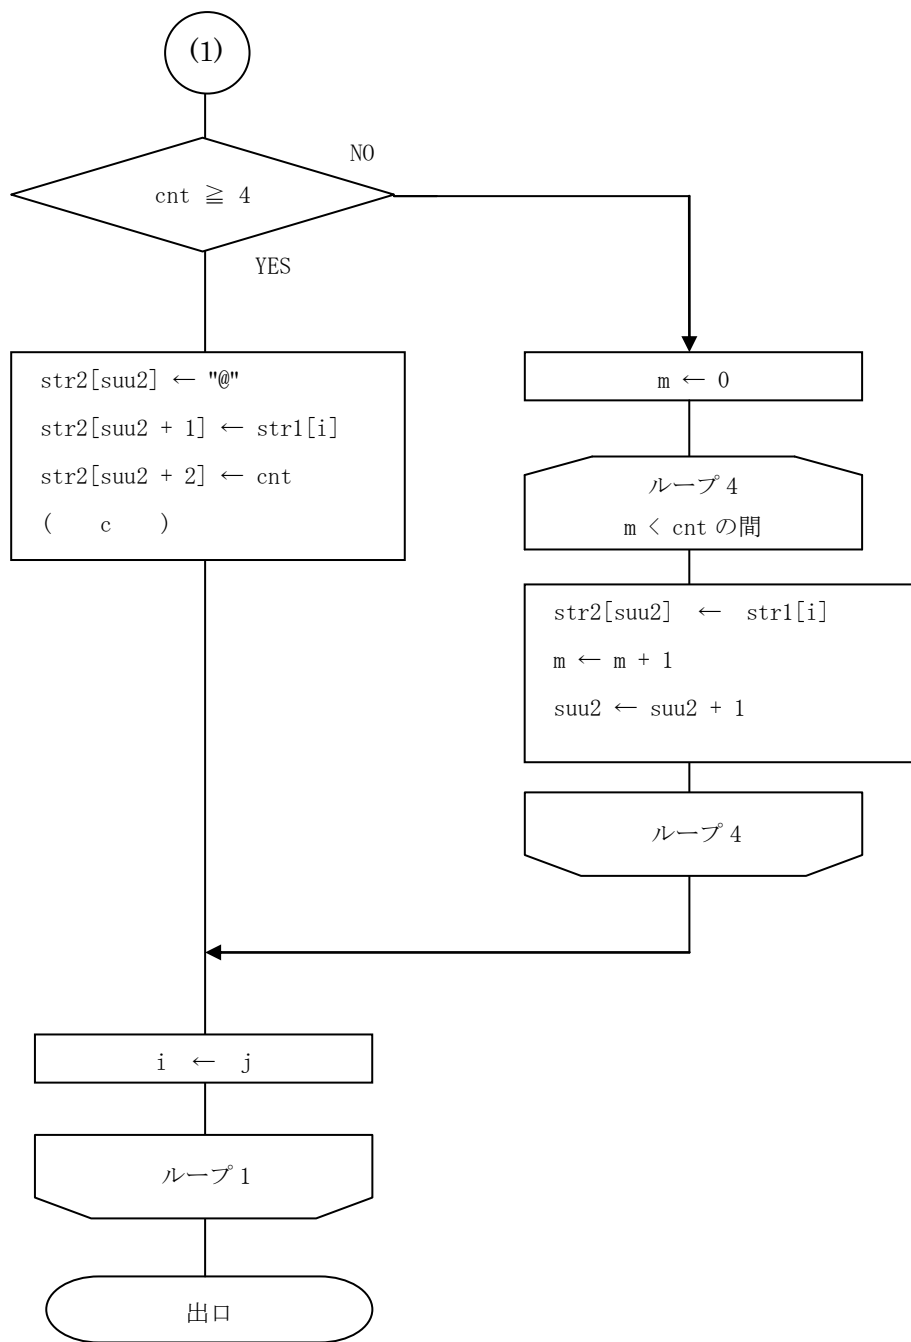 (1)
NO
cnt ≧ 4
YES
str2[suu2] ← "@"
str2[suu2 + 1] ← str1[i]
str2[suu2 + 2] ← cnt
(　　c　　)
m ← 0
ループ 4
m < cnt の間
str2[suu2]　←　str1[i]
m ← m + 1
suu2 ← suu2 + 1
ループ 4
i　←　j
ループ 1
出口